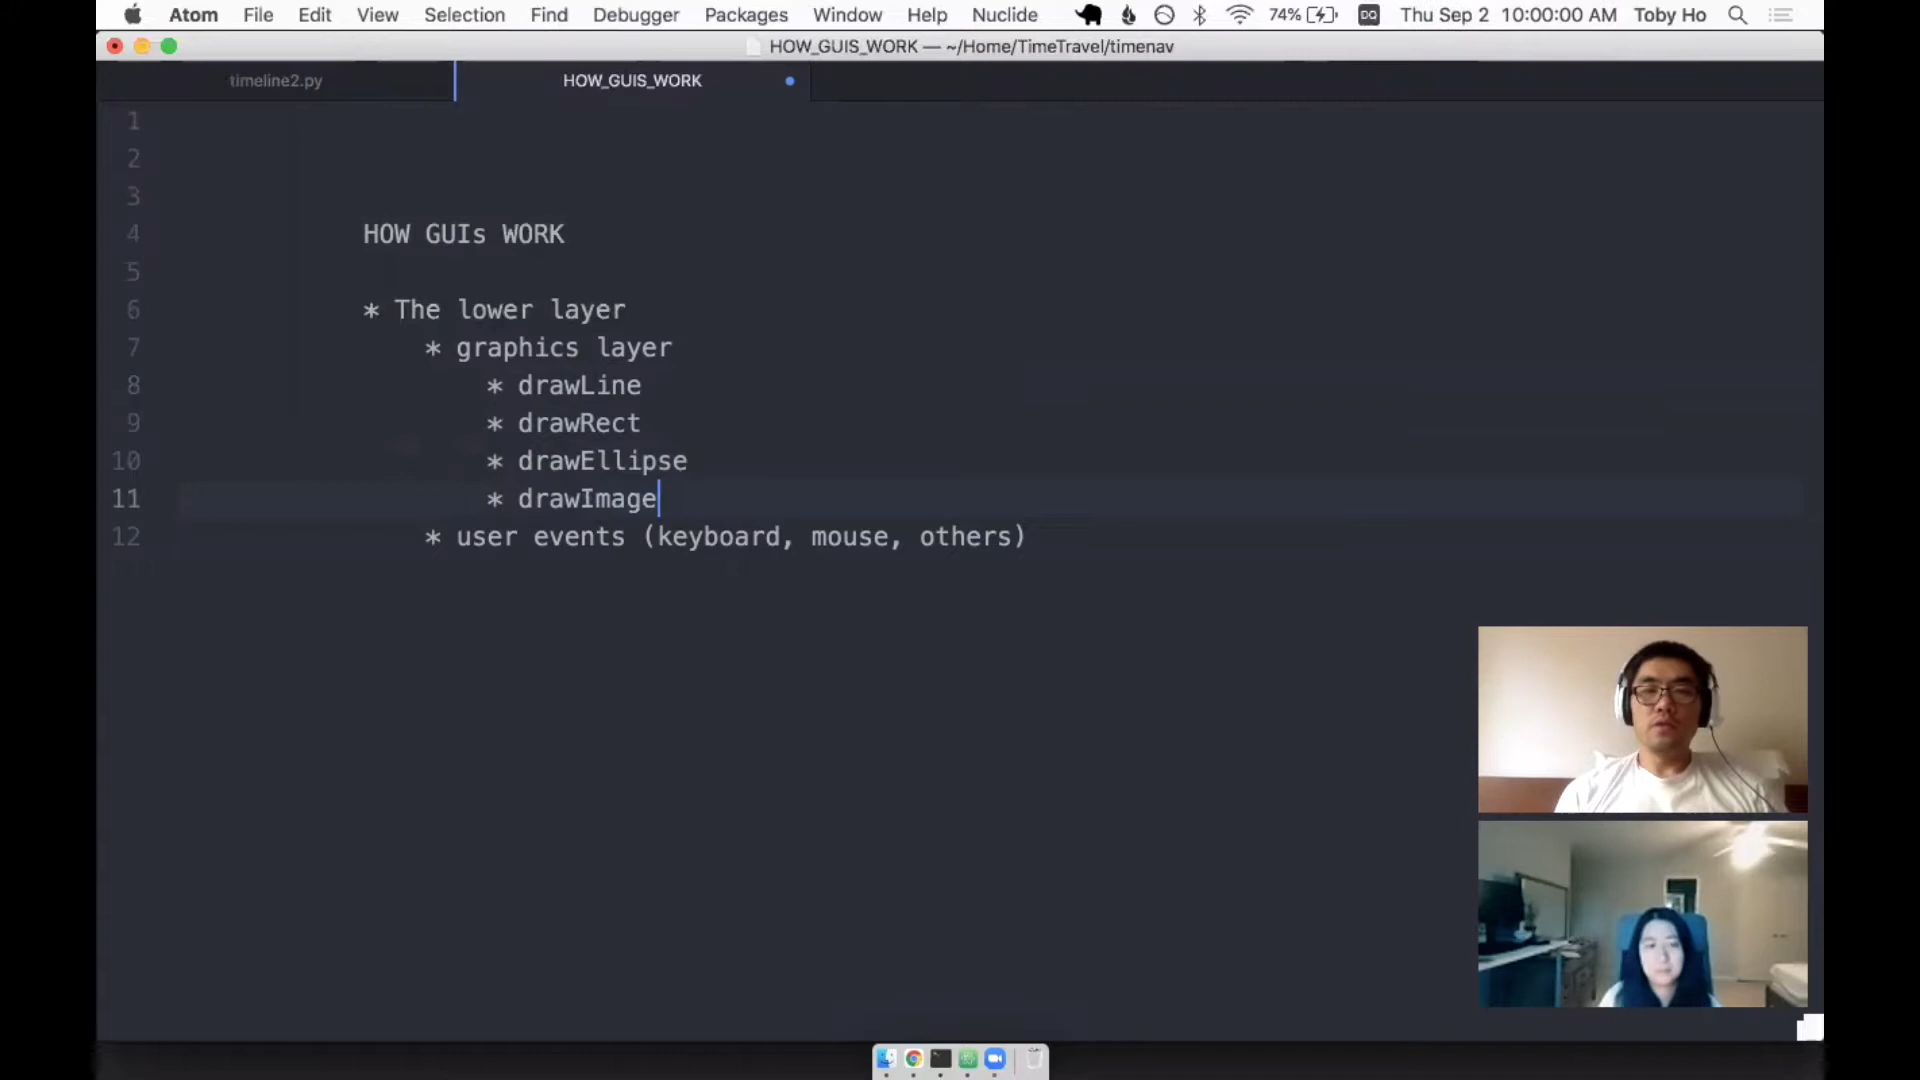 Atom File Edit View Selection Find Debugger Packages Window Help Nuclide 74% DQ Thu Sep 2 10:00:00 AM Toby Ho
HOW_GUIS_WORK — ~/Home/TimeTravel/timenav
timeline2.py HOW_GUIS_WORK
1
2
3
4 HOW GUIs WORK
5
6 * The lower layer
7 * graphics layer
8 * drawLine
9 * drawRect
10 * drawEllipse
11 * drawImage
12 * user events (keyboard, mouse, others)